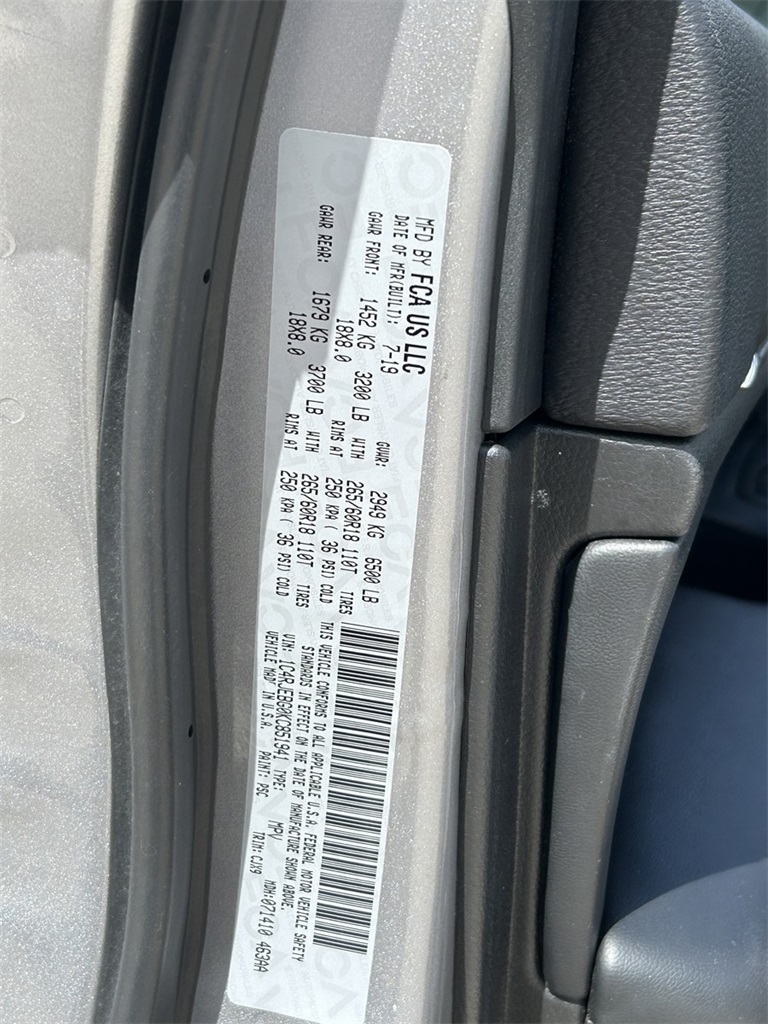 MFD BY FCA US LLC
DATE OF MFR(BUILT): 7-19 GVWR: 2949 KG 6500 LB
GAWR FRONT: 1452 KG 3200 LB WITH 265/60R18 110T TIRES
18X8.0 RIMS AT 250 KPA ( 36 PSI) COLD
GAWR REAR: 1679 KG 3700 LB WITH 265/60R18 110T TIRES
18X8.0 RIMS AT 250 KPA ( 36 PSI) COLD
THIS VEHICLE CONFORMS TO ALL APPLICABLE U.S.A. FEDERAL MOTOR VEHICLE SAFETY
STANDARDS IN EFFECT ON THE DATE OF MANUFACTURE SHOWN ABOVE.
VIN: 1C4RJEBG0KC851941 TYPE: MPV MDH:071410 463AA
VEHICLE MADE IN U.S.A. PAINT: PSC TRIM:CJX9